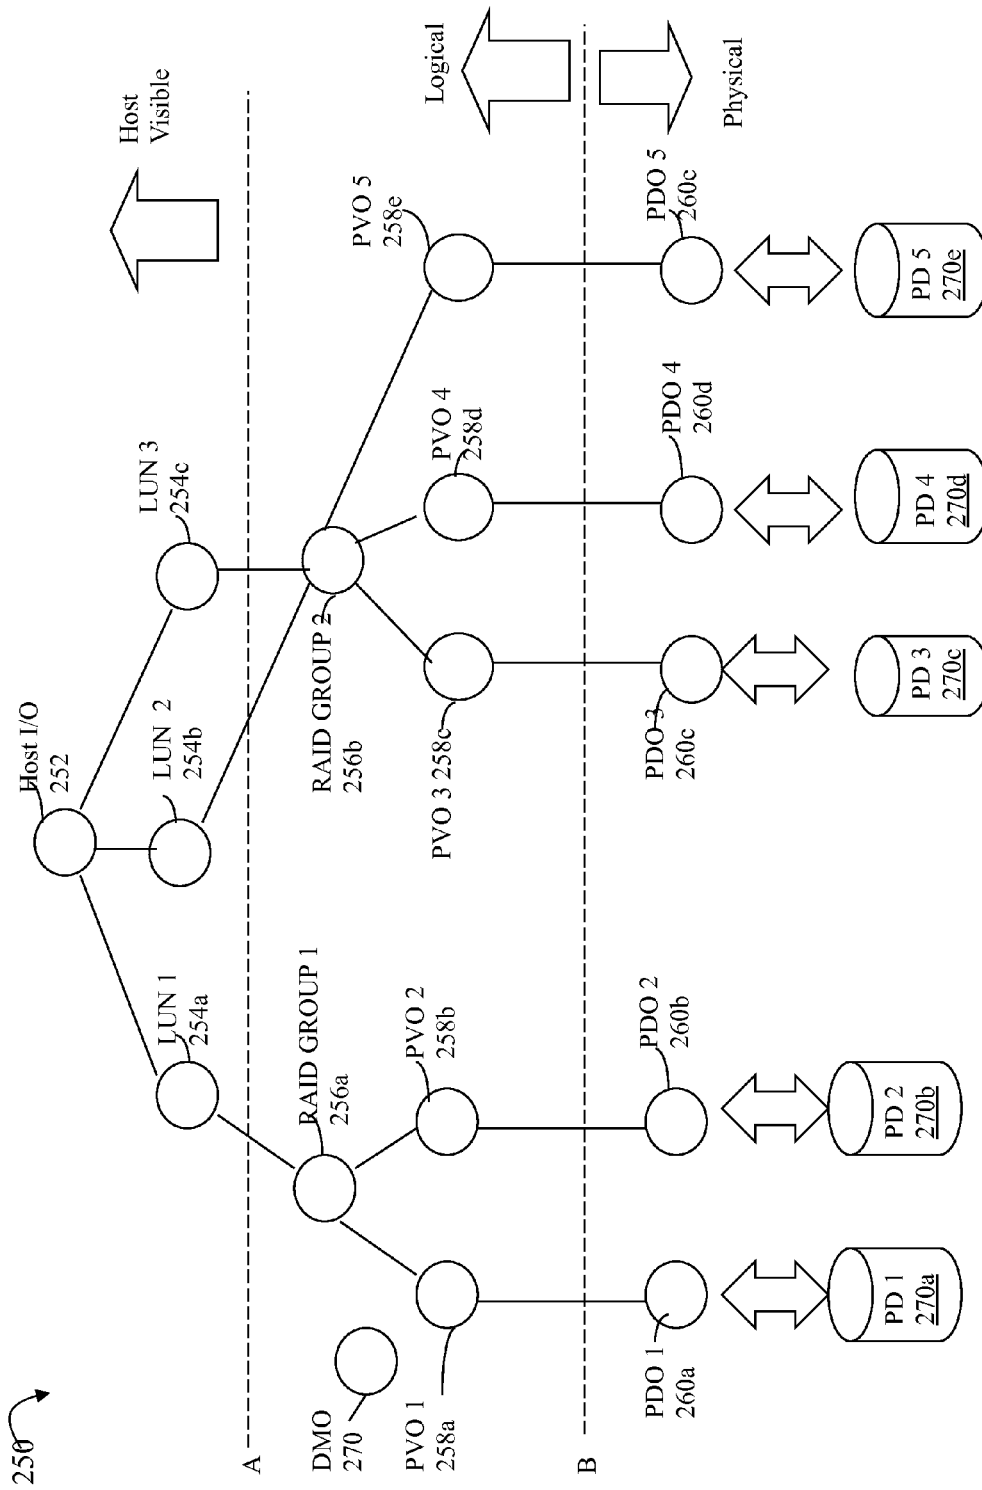 250
Host I/O
252
Host
Visible
LUN 1
254a
LUN 2
254b
LUN 3
254c
A
DMO
270
RAID GROUP 1
256a
RAID GROUP 2
256b
PVO 1
258a
PVO 2
258b
PVO 3 258c
PVO 4
258d
PVO 5
258e
Logical
B
Physical
PDO 1
260a
PDO 2
260b
PDO 3
260c
PDO 4
260d
PDO 5
260c
PD 1
270a
PD 2
270b
PD 3
270c
PD 4
270d
PD 5
270e